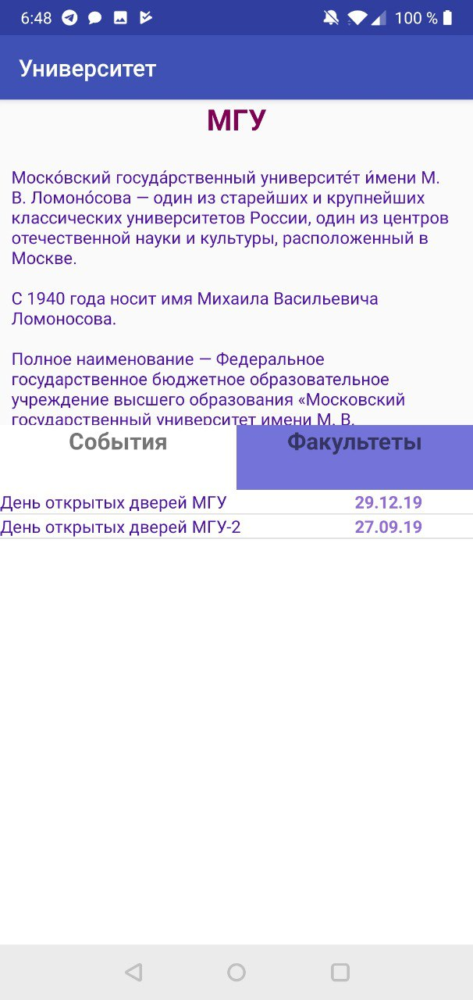 6:48 100 %
Университет
МГУ
Моско́вский госуда́рственный университе́т и́мени М.
В. Ломоно́сова — один из старейших и крупнейших
классических университетов России, один из центров
отечественной науки и культуры, расположенный в
Москве.
С 1940 года носит имя Михаила Васильевича
Ломоносова.
Полное наименование — Федеральное
государственное бюджетное образовательное
учреждение высшего образования «Московский
государственный университет имени М. В.
События Факультеты
День открытых дверей МГУ 29.12.19
День открытых дверей МГУ-2 27.09.19